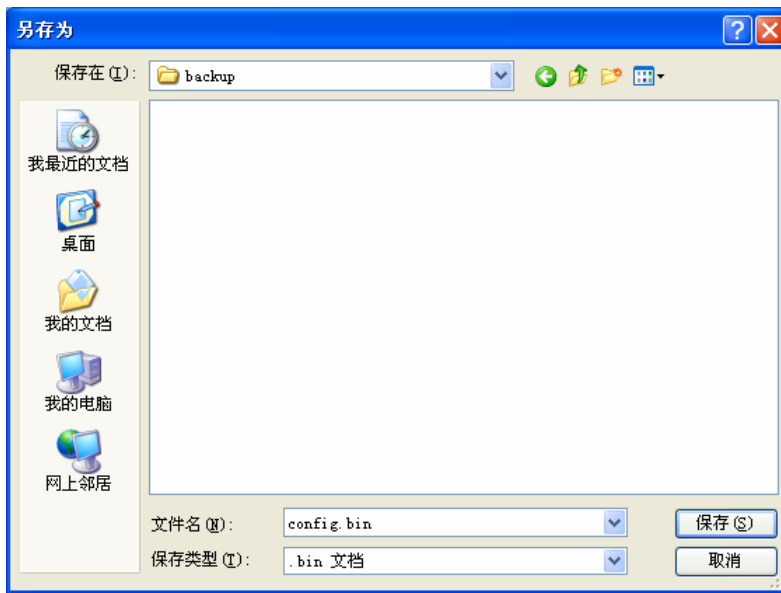 另存为
保存在(I):
backup
我最近的文档
桌面
我的文档
我的电脑
网上邻居
文件名(N):
config.bin
保存(S)
保存类型(T):
.bin 文档
取消